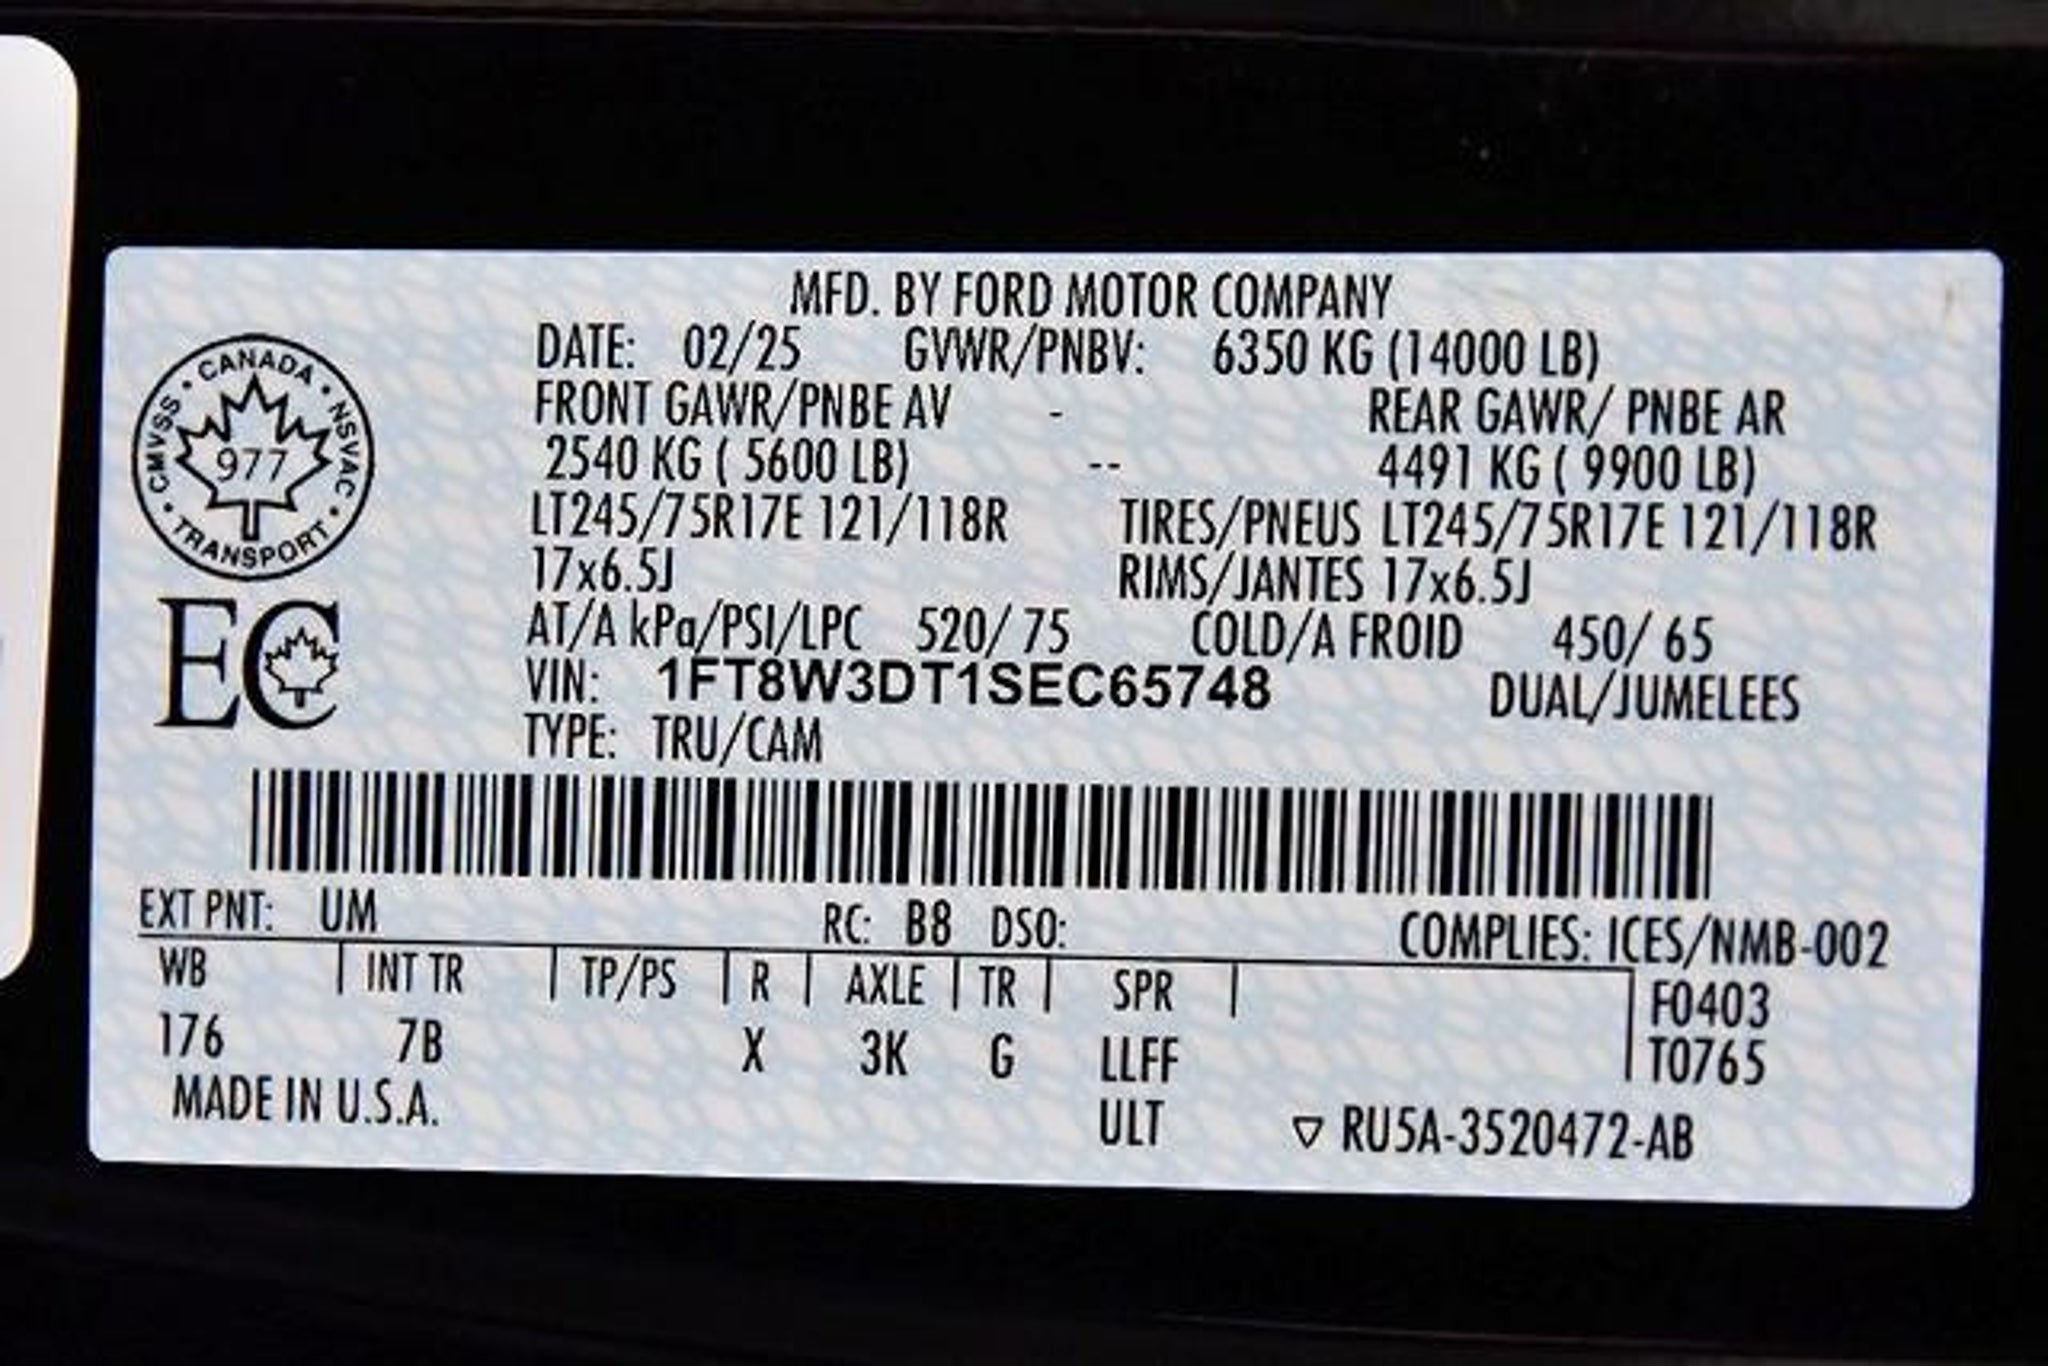 MFD. BY FORD MOTOR COMPANY
DATE: 02/25 GVWR/PNBV: 6350 KG (14000 LB)
FRONT GAWR/PNBE AV - REAR GAWR/ PNBE AR
2540 KG ( 5600 LB) -- 4491 KG ( 9900 LB)
LT245/75R17E 121/118R TIRES/PNEUS LT245/75R17E 121/118R
17x6.5J RIMS/JANTES 17x6.5J
AT/A kPa/PSI/LPC 520/ 75 COLD/A FROID 450/ 65
VIN: 1FT8W3DT1SEC65748 DUAL/JUMELEES
TYPE: TRU/CAM
CANADA • NSVAC • TRANSPORT • CMVSS •
977
EC
EXT PNT: UM RC: B8 DSO: COMPLIES: ICES/NMB-002
WB | INT TR | TP/PS | R | AXLE | TR | SPR | F0403
176 7B X 3K G LLFF T0765
MADE IN U.S.A. ULT ▽ RU5A-3520472-AB